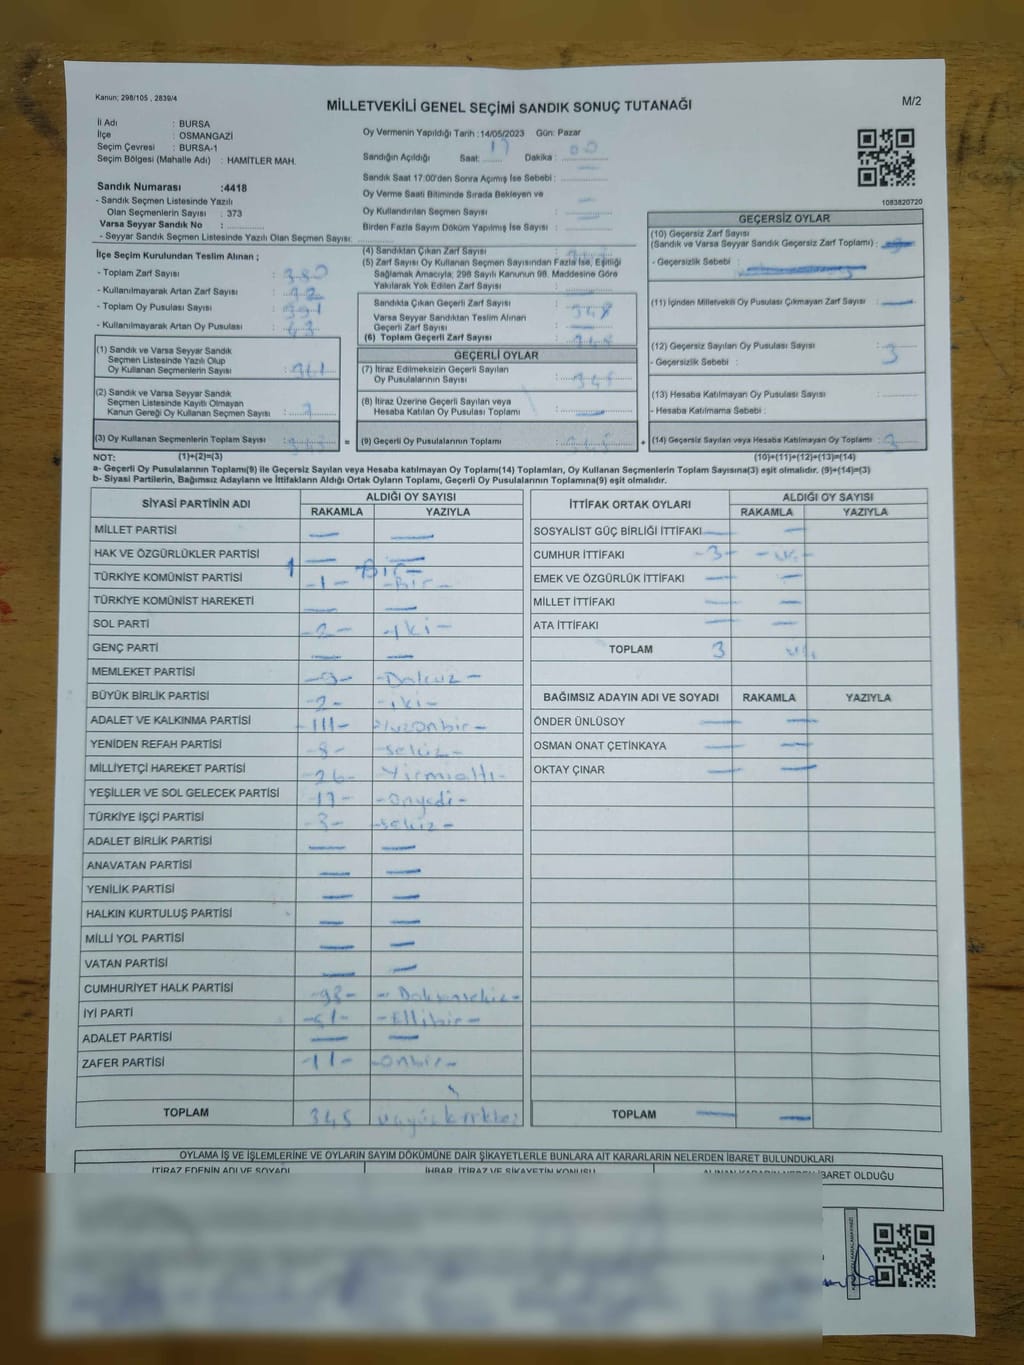 Kanun; 298/105 , 2839/4
MİLLETVEKİLİ GENEL SEÇİMİ SANDIK SONUÇ TUTANAĞI
M/2
İl Adı : BURSA
İlçe : OSMANGAZİ
Seçim Çevresi : BURSA-1
Seçim Bölgesi (Mahalle Adı) : HAMİTLER MAH.
Sandık Numarası :4418
- Sandık Seçmen Listesinde Yazılı
Olan Seçmenlerin Sayısı : 373
Varsa Seyyar Sandık No :
- Seyyar Sandık Seçmen Listesinde Yazılı Olan Seçmen Sayısı:
Oy Vermenin Yapıldığı Tarih :14/05/2023 Gün: Pazar
Sandığın Açıldığı Saat: 17 Dakika : 00
Sandık Saat 17.00'den Sonra Açımış İse Sebebi :
Oy Verme Saati Bitiminde Sırada Bekleyen ve
Oy Kullandırılan Seçmen Sayısı :
Birden Fazla Sayım Döküm Yapılmış İse Sayısı :
1083820720
İlçe Seçim Kurulundan Teslim Alınan ;
- Toplam Zarf Sayısı : 380
- Kullanılmayarak Artan Zarf Sayısı :
- Toplam Oy Pusulası Sayısı : 391
- Kullanılmayarak Artan Oy Pusulası : 43
(1) Sandık ve Varsa Seyyar Sandık
Seçmen Listesinde Yazılı Olup
Oy Kullanan Seçmenlerin Sayısı :
(2) Sandık ve Varsa Seyyar Sandık
Seçmen Listesinde Kayıtlı Olmayan
Kanun Gereği Oy Kullanan Seçmen Sayısı :
(3) Oy Kullanan Seçmenlerin Toplam Sayısı :
(4) Sandıktan Çıkan Zarf Sayısı :
(5) Zarf Sayısı Oy Kullanan Seçmen Sayısından Fazla İse, Eşitliği
Sağlamak Amacıyla; 298 Sayılı Kanunun 98. Maddesine Göre
Yakılarak Yok Edilen Zarf Sayısı :
Sandıkta Çıkan Geçerli Zarf Sayısı : 348
Varsa Seyyar Sandıktan Teslim Alınan
Geçerli Zarf Sayısı :
(6) Toplam Geçerli Zarf Sayısı : 348
GEÇERLİ OYLAR
(7) İtiraz Edilmeksizin Geçerli Sayılan
Oy Pusulalarının Sayısı : 345
(8) İtiraz Üzerine Geçerli Sayılan veya
Hesaba Katılan Oy Pusulası Toplamı :
= (9) Geçerli Oy Pusulalarının Toplamı : 345
GEÇERSİZ OYLAR
(10) Geçersiz Zarf Sayısı
(Sandık ve Varsa Seyyar Sandık Geçersiz Zarf Toplamı) :
- Geçersizlik Sebebi :
(11) İçinden Milletvekili Oy Pusulası Çıkmayan Zarf Sayısı :
(12) Geçersiz Sayılan Oy Pusulası Sayısı : 3
- Geçersizlik Sebebi :
(13) Hesaba Katılmayan Oy Pusulası Sayısı :
- Hesaba Katılmama Sebebi :
+ (14) Geçersiz Sayılan veya Hesaba Katılmayan Oy Toplamı : 3
NOT: (1)+(2)=(3) (10)+(11)+(12)+(13)=(14)
a- Geçerli Oy Pusulalarının Toplamı(9) ile Geçersiz Sayılan veya Hesaba katılmayan Oy Toplamı(14) Toplamları, Oy Kullanan Seçmenlerin Toplam Sayısına(3) eşit olmalıdır. (9)+(14)=(3)
b- Siyasi Partilerin, Bağımsız Adayların ve İttifakların Aldığı Ortak Oyların Toplamı, Geçerli Oy Pusulalarının Toplamına(9) eşit olmalıdır.
SİYASİ PARTİNİN ADI ALDIĞI OY SAYISI
RAKAMLA YAZIYLA
MİLLET PARTİSİ — —
HAK VE ÖZGÜRLÜKLER PARTİSİ — —
1 Bir
TÜRKİYE KOMÜNİST PARTİSİ -1- -Bir-
TÜRKİYE KOMÜNİST HAREKETİ — —
SOL PARTİ -2- -iki-
GENÇ PARTİ — —
MEMLEKET PARTİSİ -9- -Dokuz-
BÜYÜK BİRLİK PARTİSİ -2- -iki-
ADALET VE KALKINMA PARTİSİ -111- -Yüzonbir-
YENİDEN REFAH PARTİSİ -8- -sekiz-
MİLLİYETÇİ HAREKET PARTİSİ -26- -Yirmialtı-
YEŞİLLER VE SOL GELECEK PARTİSİ -17- -onyedi-
TÜRKİYE İŞÇİ PARTİSİ -3- -sekiz-
ADALET BİRLİK PARTİSİ — —
ANAVATAN PARTİSİ — —
YENİLİK PARTİSİ — —
HALKIN KURTULUŞ PARTİSİ — —
MİLLİ YOL PARTİSİ — —
VATAN PARTİSİ — —
CUMHURİYET HALK PARTİSİ -98- -Doksansekiz-
İYİ PARTİ -51- -Ellibir-
ADALET PARTİSİ — —
ZAFER PARTİSİ -11- -onbir-
TOPLAM 345
İTTİFAK ORTAK OYLARI ALDIĞI OY SAYISI
RAKAMLA YAZIYLA
SOSYALİST GÜÇ BİRLİĞİ İTTİFAKI — —
CUMHUR İTTİFAKI -3- -üç-
EMEK VE ÖZGÜRLÜK İTTİFAKI — —
MİLLET İTTİFAKI — —
ATA İTTİFAKI — —
TOPLAM 3 üç
BAĞIMSIZ ADAYIN ADI VE SOYADI RAKAMLA YAZIYLA
ÖNDER ÜNLÜSOY — —
OSMAN ONAT ÇETİNKAYA — —
OKTAY ÇINAR — —
TOPLAM — —
OYLAMA İŞ VE İŞLEMLERİNE VE OYLARIN SAYIM DÖKÜMÜNE DAİR ŞİKAYETLERLE BUNLARA AİT KARARLARIN NELERDEN İBARET BULUNDUKLARI
İTİRAZ EDENİN ADI VE SOYADI İHBAR, İTİRAZ VE ŞİKAYETİN KONUSU ALINAN KARARIN NEDEN İBARET OLDUĞU